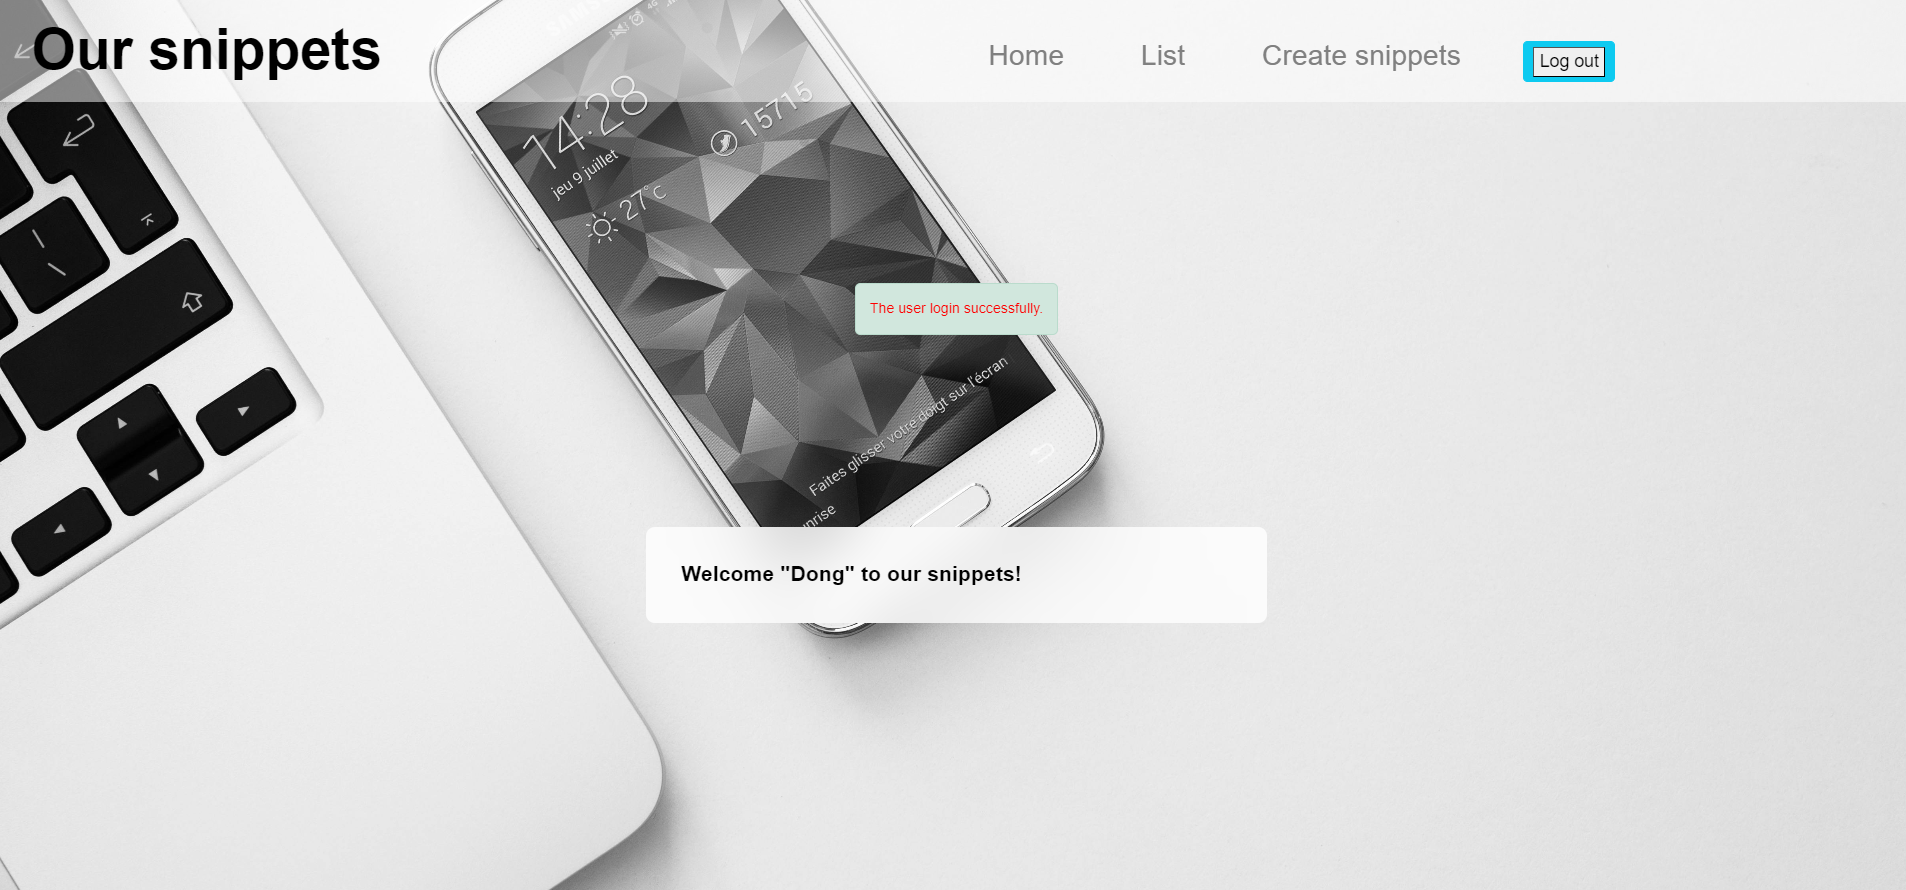 Our snippets
Home
List
Create snippets
Log out
14:28
15715
jeu 9 juillet
27°C
The user login successfully.
Faites glisser votre doigt sur l'écran
Welcome "Dong" to our snippets!